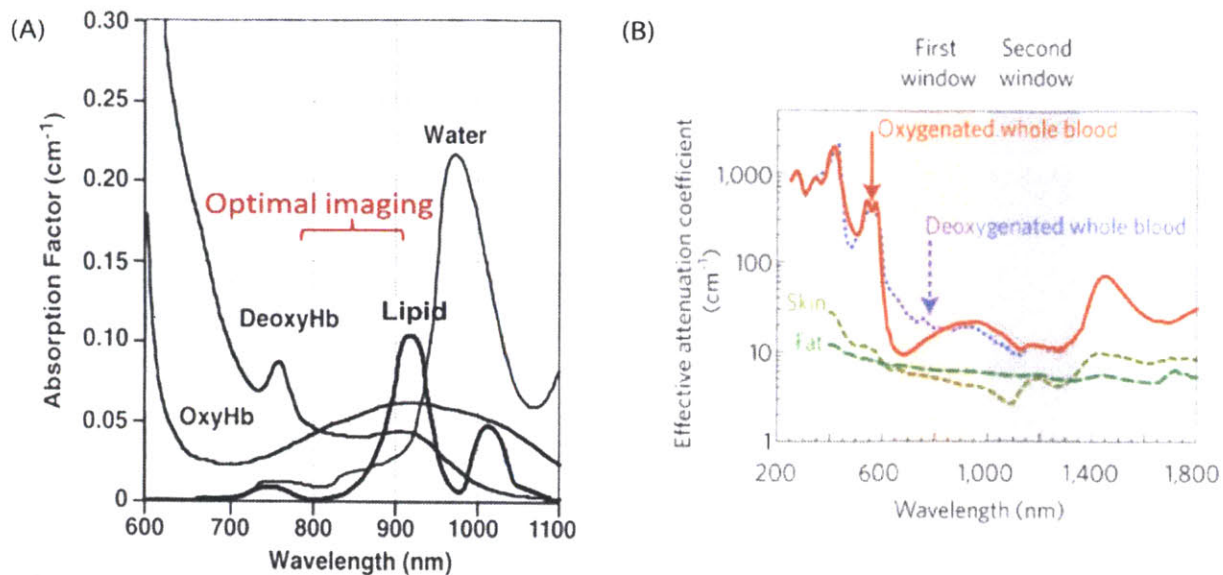 (A)
0.30
0.25
0.20
0.15
0.10
0.05
0
Absorption Factor (cm⁻¹)
Water
Optimal imaging
DeoxyHb
Lipid
OxyHb
600 700 800 900 1000 1100
Wavelength (nm)
(B)
First window
Second window
Oxygenated whole blood
1,000
Deoxygenated whole blood
100
Skin
Fat
10
1
Effective attenuation coefficient
(cm⁻¹)
200 600 1,000 1,400 1,800
Wavelength (nm)